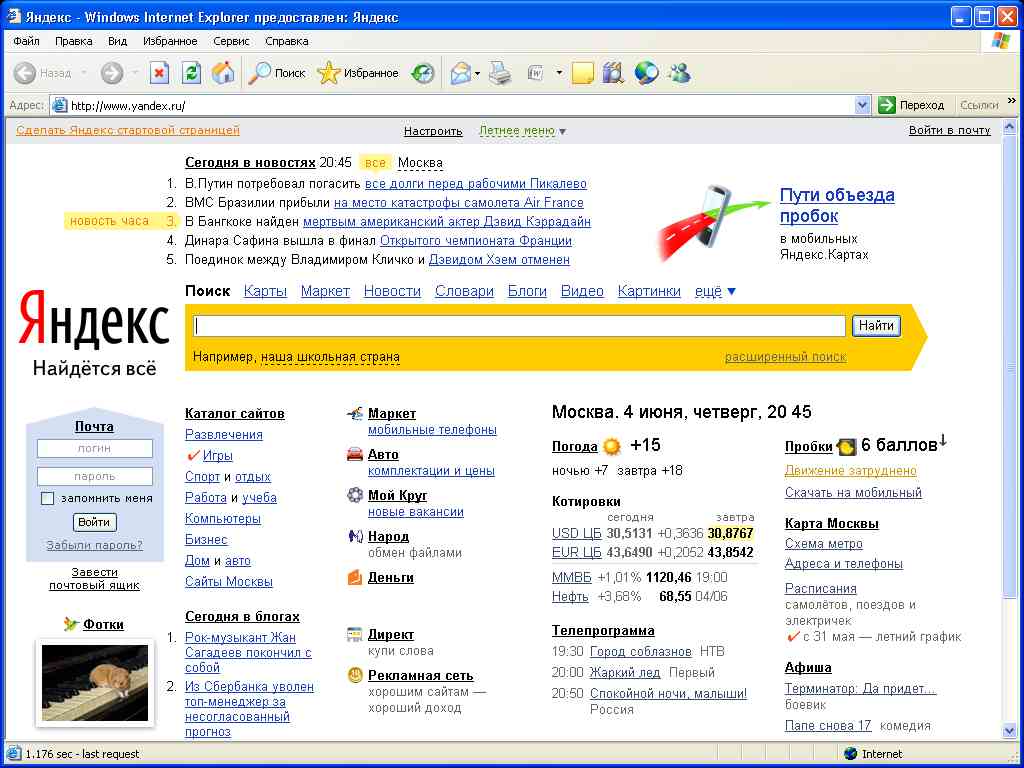 Яндекс - Windows Internet Explorer предоставлен: Яндекс
Файл Правка Вид Избранное Сервис Справка
Назад Поиск Избранное
Адрес: http://www.yandex.ru/ Переход Ссылки »
Сделать Яндекс стартовой страницей Настроить Летнее меню ▼ Войти в почту
Сегодня в новостях 20:45 все Москва
1. В.Путин потребовал погасить все долги перед рабочими Пикалево
2. ВМС Бразилии прибыли на место катастрофы самолета Air France
новость часа 3. В Бангкоке найден мертвым американский актер Дэвид Кэррадайн
4. Динара Сафина вышла в финал Открытого чемпионата Франции
5. Поединок между Владимиром Кличко и Дэвидом Хэем отменен
Пути объезда
пробок
в мобильных
Яндекс.Картах
Поиск Карты Маркет Новости Словари Блоги Видео Картинки ещё ▼
Яндекс
Найдётся всё
Найти
Например, наша школьная страна расширенный поиск
Почта
логин
пароль
запомнить меня
Войти
Забыли пароль?
Завести
почтовый ящик
Фотки
Каталог сайтов
Развлечения
Игры
Спорт и отдых
Работа и учеба
Компьютеры
Бизнес
Дом и авто
Сайты Москвы
Сегодня в блогах
1. Рок-музыкант Жан
Сагадеев покончил с
собой
2. Из Сбербанка уволен
топ-менеджер за
несогласованный
прогноз
Маркет
мобильные телефоны
Авто
комплектации и цены
Мой Круг
новые вакансии
Народ
обмен файлами
Деньги
Директ
купи слова
Рекламная сеть
хорошим сайтам —
хороший доход
Москва, 4 июня, четверг, 20 45
Погода +15
ночью +7 завтра +18
Котировки
сегодня завтра
USD ЦБ 30,5131 +0,3636 30,8767
EUR ЦБ 43,6490 +0,2052 43,8542
ММВБ +1,01% 1120,46 19:00
Нефть +3,68% 68,55 04/06
Телепрограмма
19:30 Город соблазнов НТВ
20:00 Жаркий лед Первый
20:50 Спокойной ночи, малыши!
Россия
Пробки 6 баллов↓
Движение затруднено
Скачать на мобильный
Карта Москвы
Схема метро
Адреса и телефоны
Расписания
самолётов, поездов и
электричек
с 31 мая — летний график
Афиша
Терминатор: Да придет...
боевик
Папе снова 17 комедия
1.176 sec - last request Internet